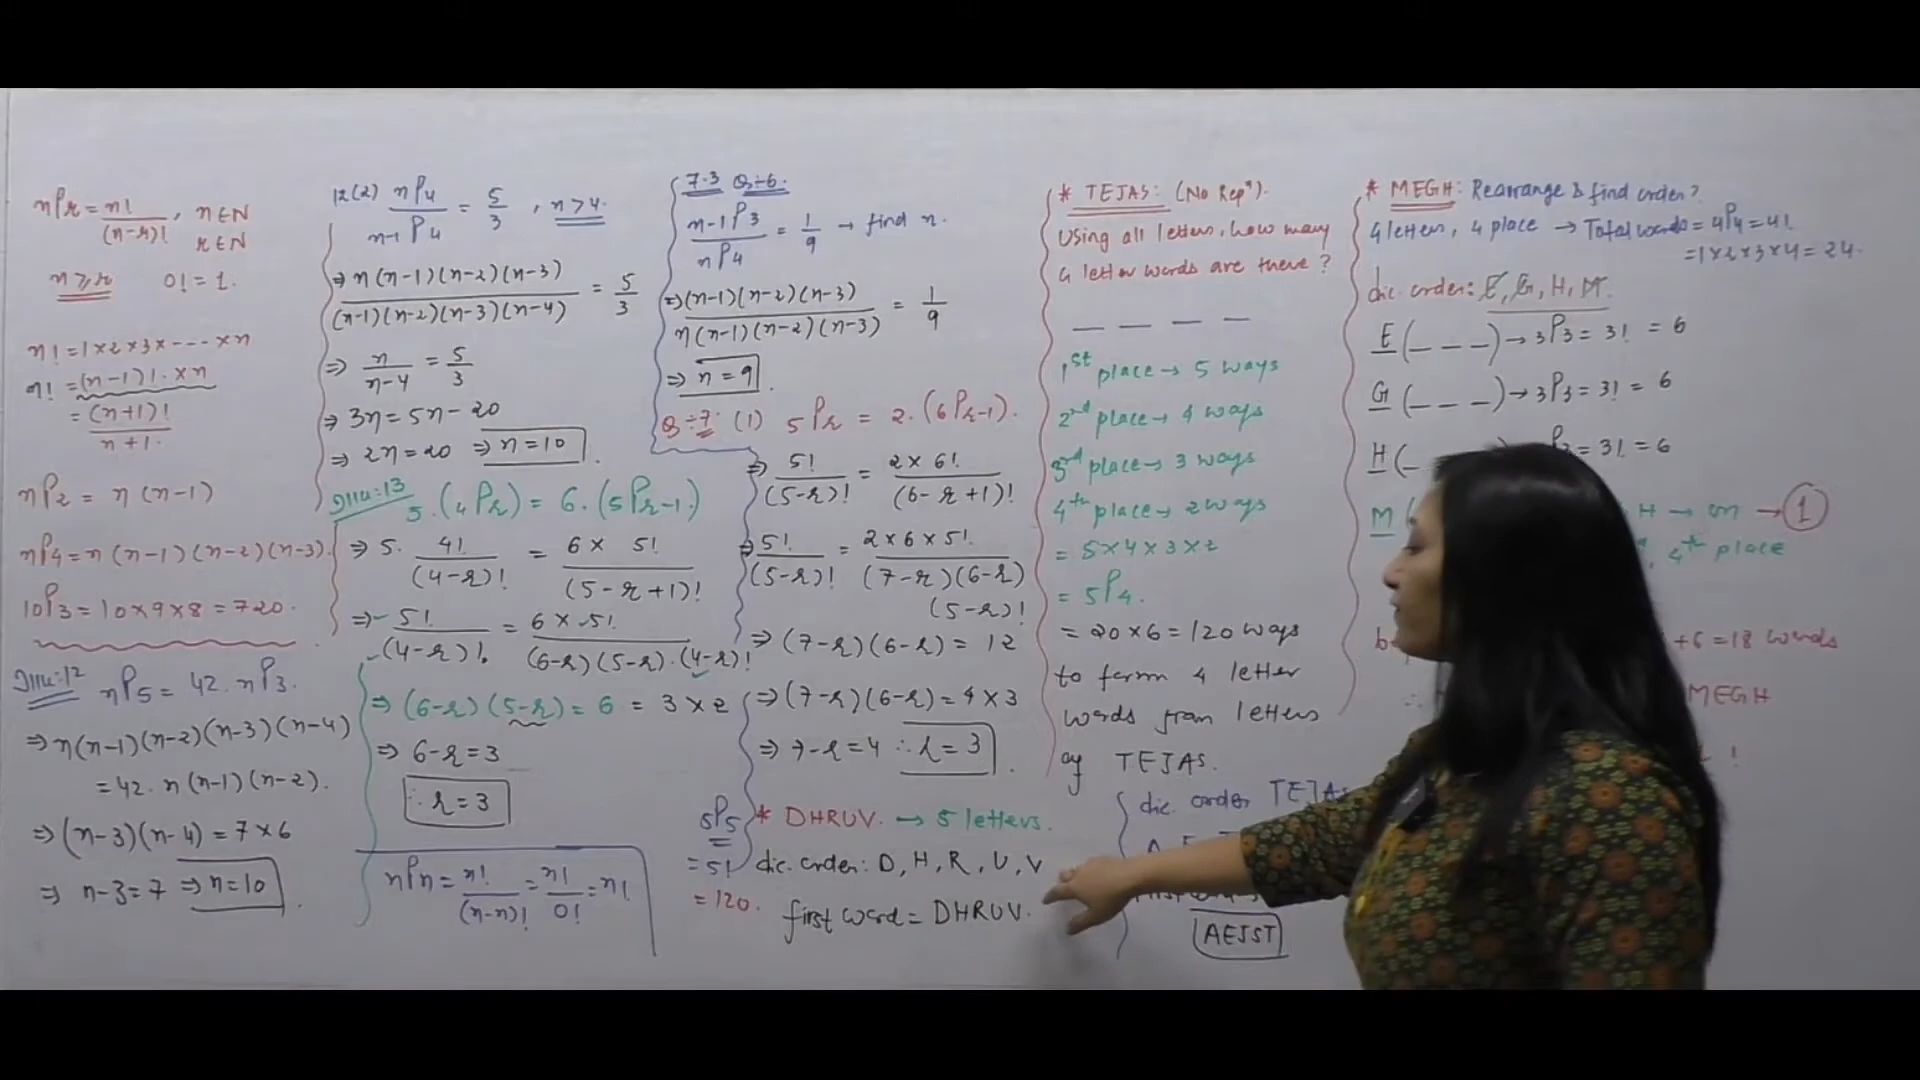 nPr = n!/(n-r)! , n∈N
r∈N
n≥r 0! = 1.
n! = 1×2×3×----×n
n! = (n-1)!·×n
= (n+1)!/n+1.
nP2 = n(n-1)
nP4 = n(n-1)(n-2)(n-3).
10P3 = 10×9×8 = 720.
Illu:12 nP5 = 42. nP3.
⇒ n(n-1)(n-2)(n-3)(n-4)
= 42. n(n-1)(n-2).
⇒ (n-3)(n-4) = 7×6
⇒ n-3=7 ⇒ n=10.
12(2) nP4/n-1P4 = 5/3 , n>4.
⇒ n(n-1)(n-2)(n-3)/(n-1)(n-2)(n-3)(n-4) = 5/3
⇒ n/n-4 = 5/3
⇒ 3n = 5n-20
⇒ 2n=20 ⇒ n=10.
Illu:13 5.(4Pr) = 6.(5Pr-1)
⇒ 5. 4!/(4-r)! = 6× 5!/(5-r+1)!
⇒ 5!/(4-r)! = 6×5!/(6-r)(5-r).(4-r)!
⇒ (6-r)(5-r) = 6 = 3×2
⇒ 6-r=3
∴ r=3
nPn = n!/(n-n)! = n!/0! = n!
7.3 Q÷6.
n-1P3/nP4 = 1/9 → find n.
⇒ (n-1)(n-2)(n-3)/n(n-1)(n-2)(n-3) = 1/9
⇒ n=9.
Q÷7. (1) 5Pr = 2.(6Pr-1).
⇒ 5!/(5-r)! = 2×6!/(6-r+1)!
⇒ 5!/(5-r)! = 2×6×5!/(7-r)(6-r)(5-r)!
⇒ (7-r)(6-r) = 12
⇒ (7-r)(6-r) = 4×3
⇒ 7-r=4 ∴ r=3.
5P5 * DHRUV. → 5 letters.
= 5! dic. order: D, H, R, U, V
= 120. first word = DHRUV.
* TEJAS: (No Repⁿ).
Using all letters, how many
4 letter words are there?
1st place → 5 ways
2nd place → 4 ways
3rd place → 3 ways
4th place → 2 ways
= 5×4×3×2
= 5P4.
= 20×6 = 120 ways
to form 4 letter
words from letters
of TEJAS.
dic. order TEJAS
AEJST
* MEGH: Rearrange & find order?
4 letters, 4 place → Total words = 4P4 = 4!
= 1×2×3×4 = 24.
dic. order: E, G, H, M.
E(_ _ _) → 3P3 = 3! = 6
G(_ _ _) → 3P3 = 3! = 6
H(_ = 3! = 6
M( H → → 1
4th place
+6 = 18 words
MEGH
!